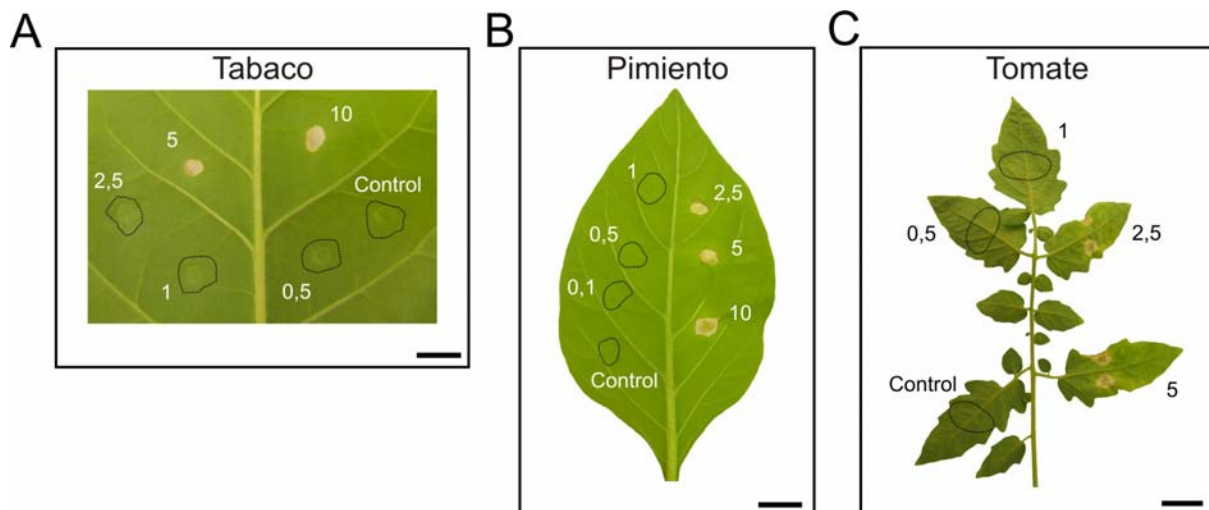 A
Tabaco
5
10
2,5
Control
1
0,5
B
Pimiento
1
2,5
0,5
5
0,1
10
Control
C
Tomate
1
0,5
2,5
Control
5